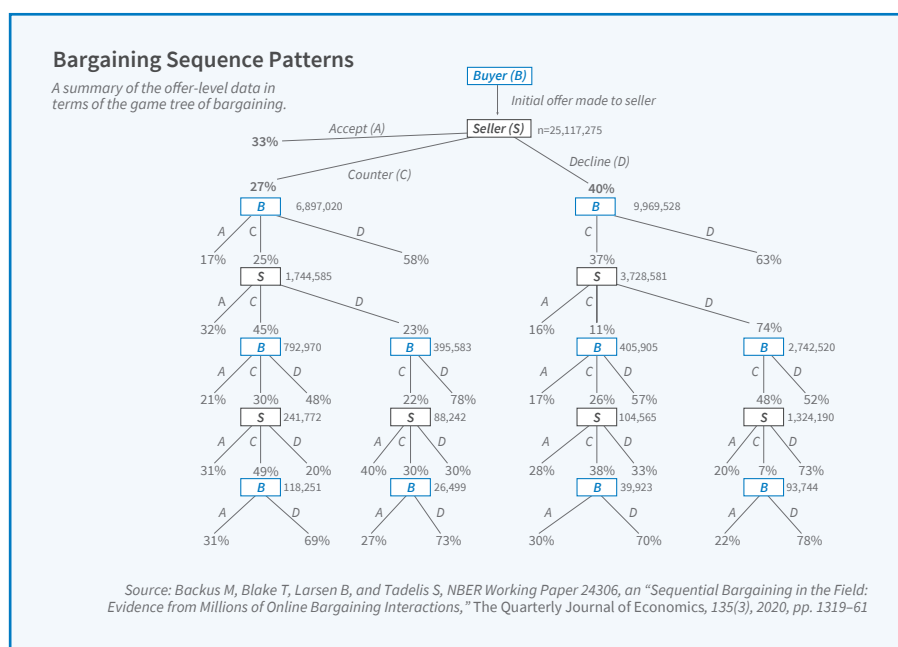 Bargaining Sequence Patterns
A summary of the offer-level data in
terms of the game tree of bargaining.
Buyer (B)
Initial offer made to seller
Seller (S) n=25,117,275
Accept (A)
33%
Counter (C)
Decline (D)
27% 40%
B 6,897,020 B 9,969,528
A C D C D
17% 25% 58% 37% 63%
S 1,744,585 S 3,728,581
A C D A C D
32% 45% 23% 16% 11% 74%
B 792,970 B 395,583 B 405,905 B 2,742,520
A C D C D A C D C D
21% 30% 48% 22% 78% 17% 26% 57% 48% 52%
S 241,772 S 88,242 S 104,565 S 1,324,190
A C D A C D A C D A C D
31% 49% 20% 40% 30% 30% 28% 38% 33% 20% 7% 73%
B 118,251 B 26,499 B 39,923 B 93,744
A D A D A D A D
31% 69% 27% 73% 30% 70% 22% 78%
Source: Backus M, Blake T, Larsen B, and Tadelis S, NBER Working Paper 24306, an “Sequential Bargaining in the Field:
Evidence from Millions of Online Bargaining Interactions,” The Quarterly Journal of Economics, 135(3), 2020, pp. 1319–61